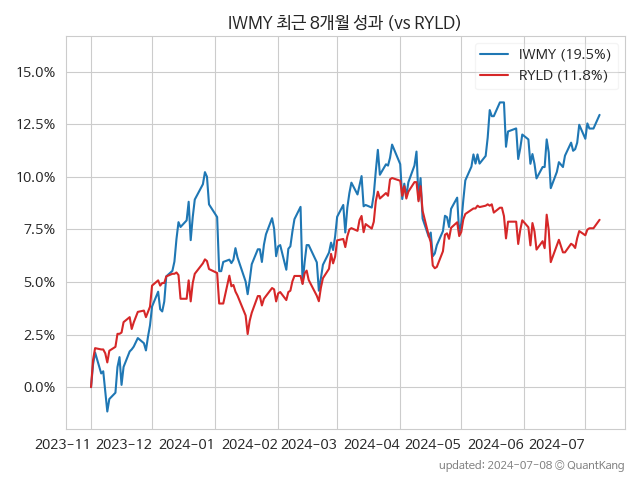 IWMY 최근 8개월 성과 (vs RYLD)
IWMY (19.5%)
RYLD (11.8%)
15.0%
12.5%
10.0%
7.5%
5.0%
2.5%
0.0%
2023-11 2023-12 2024-01 2024-02 2024-03 2024-04 2024-05 2024-06 2024-07
updated: 2024-07-08 © QuantKang